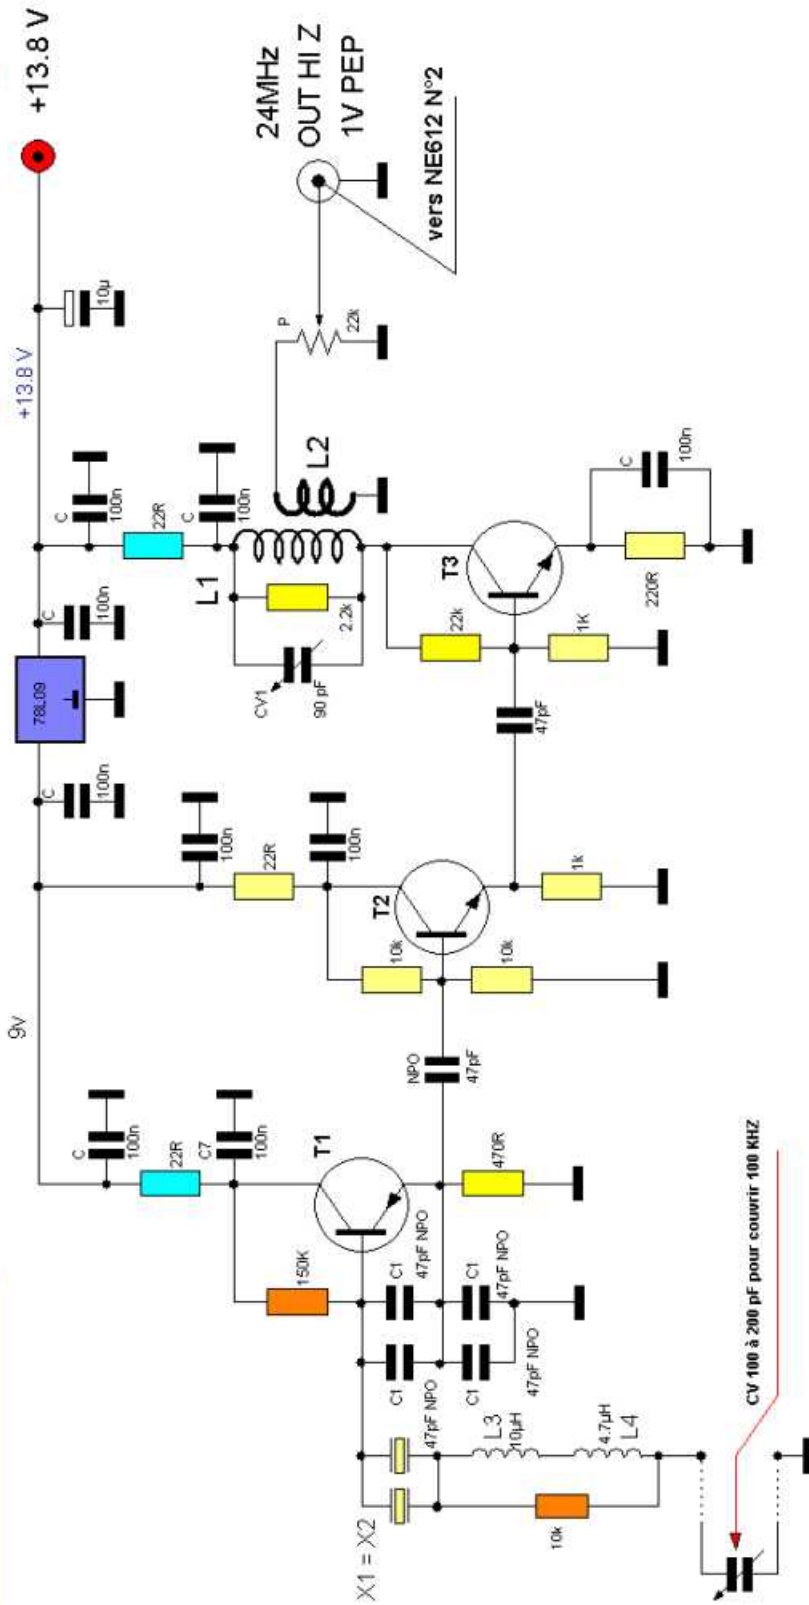 +13.8 V
+13.8 V
10µ
9v
78L09
C
100n
C
100n
C
100n
22R
C
100n
24MHz
OUT HI Z
1V PEP
P
22k
vers NE612 N°2
L1
L2
CV1
90 pF
2.2k
T3
22k
1K
220R
C
100n
47pF
100n
22R
100n
T2
10k
10k
1k
NPO
47pF
C
100n
22R
C7
100n
T1
150K
470R
C1
47pF NPO
C1
47pF NPO
C1
47pF NPO
C1
47pF NPO
X1 = X2
L3
10µH
4.7µH
L4
10k
CV 100 à 200 pF pour couvrir 100 KHZ